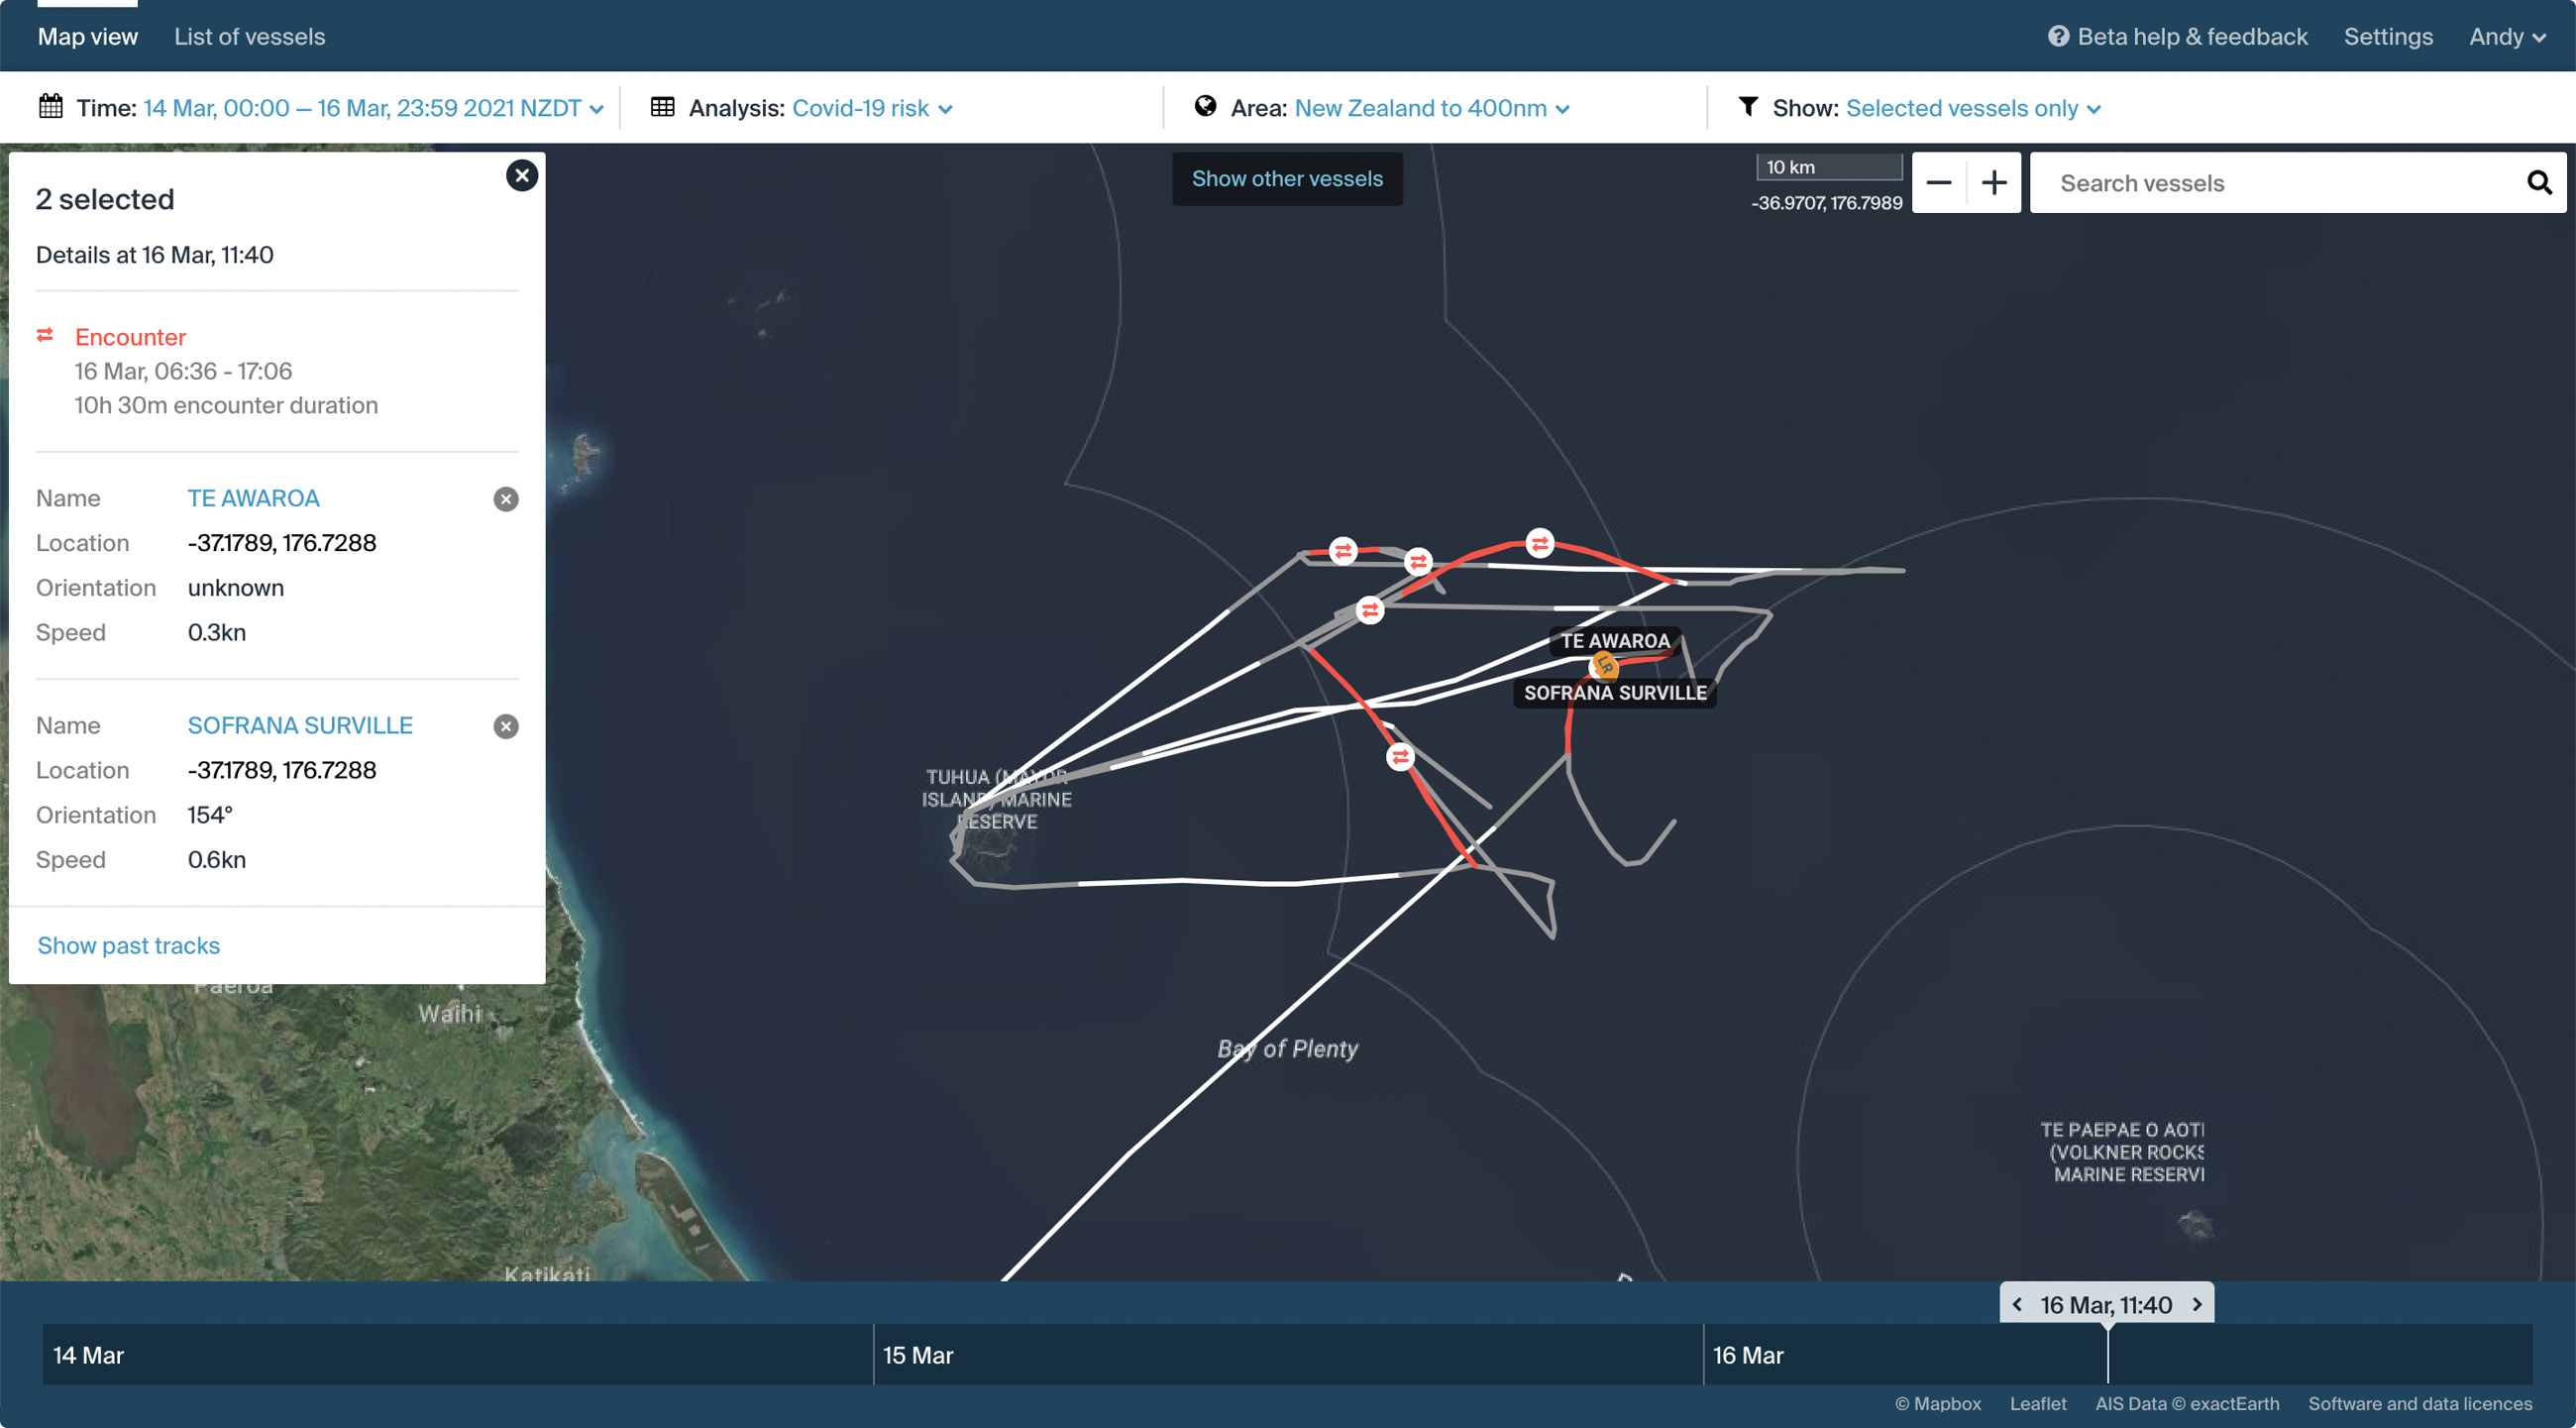 Map view
List of vessels
Beta help & feedback
Settings
Andy
Time: 14 Mar, 00:00 – 16 Mar, 23:59 2021 NZDT
Analysis: Covid-19 risk
Area: New Zealand to 400nm
Show: Selected vessels only
2 selected
Details at 16 Mar, 11:40
Encounter
16 Mar, 06:36 - 17:06
10h 30m encounter duration
Name TE AWAROA
Location -37.1789, 176.7288
Orientation unknown
Speed 0.3kn
Name SOFRANA SURVILLE
Location -37.1789, 176.7288
Orientation 154°
Speed 0.6kn
Show past tracks
Show other vessels
10 km
-36.9707, 176.7989
Search vessels
TE AWAROA
LR
SOFRANA SURVILLE
TUHUA (MAYOR
ISLAND) MARINE
RESERVE
Paeroa
Waihi
Bay of Plenty
TE PAEPAE O AOT
(VOLKNER ROCKS
MARINE RESERV
Katikati
16 Mar, 11:40
14 Mar
15 Mar
16 Mar
© Mapbox
Leaflet
AIS Data © exactEarth
Software and data licences